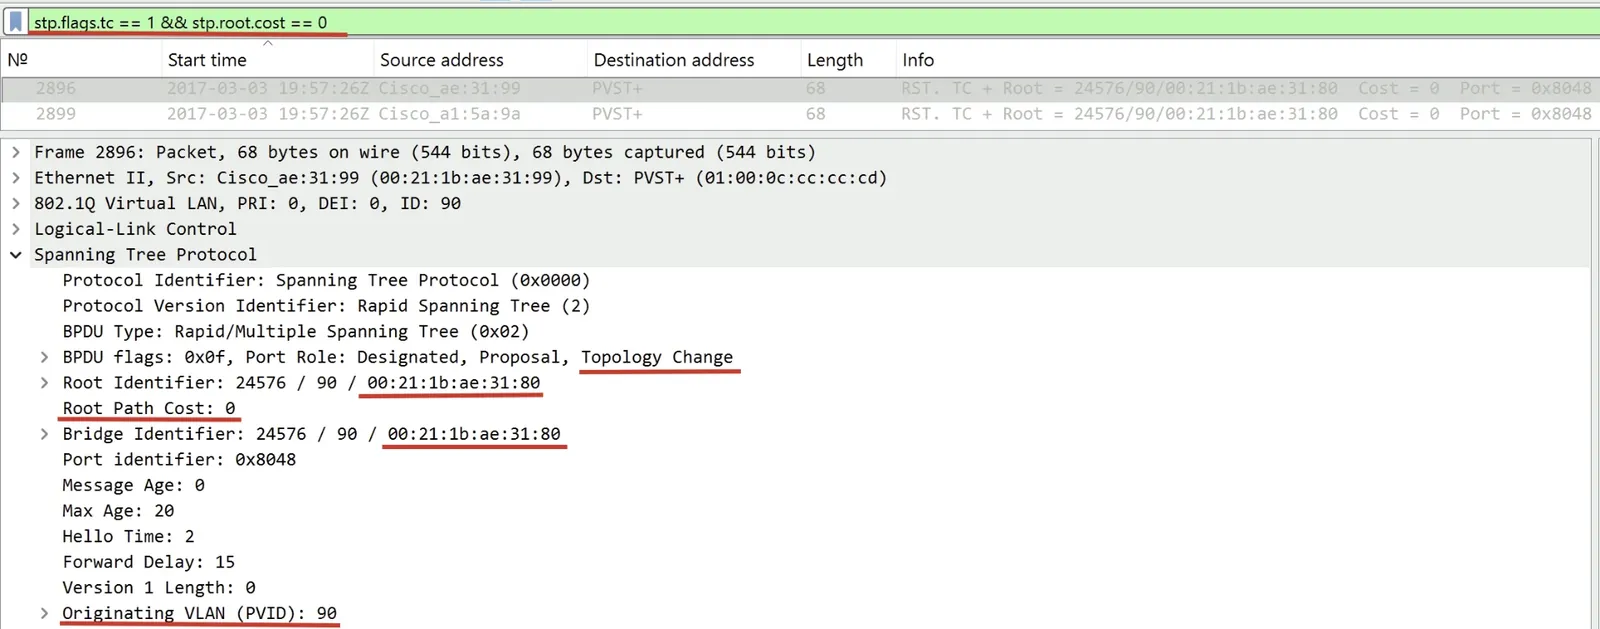 stp.flags.tc == 1 && stp.root.cost == 0
Nº Start time Source address Destination address Length Info
2896 2017-03-03 19:57:26Z Cisco_ae:31:99 PVST+ 68 RST. TC + Root = 24576/90/00:21:1b:ae:31:80 Cost = 0 Port = 0x8048
2899 2017-03-03 19:57:26Z Cisco_a1:5a:9a PVST+ 68 RST. TC + Root = 24576/90/00:21:1b:ae:31:80 Cost = 0 Port = 0x8048
Frame 2896: Packet, 68 bytes on wire (544 bits), 68 bytes captured (544 bits)
Ethernet II, Src: Cisco_ae:31:99 (00:21:1b:ae:31:99), Dst: PVST+ (01:00:0c:cc:cc:cd)
802.1Q Virtual LAN, PRI: 0, DEI: 0, ID: 90
Logical-Link Control
Spanning Tree Protocol
Protocol Identifier: Spanning Tree Protocol (0x0000)
Protocol Version Identifier: Rapid Spanning Tree (2)
BPDU Type: Rapid/Multiple Spanning Tree (0x02)
BPDU flags: 0x0f, Port Role: Designated, Proposal, Topology Change
Root Identifier: 24576 / 90 / 00:21:1b:ae:31:80
Root Path Cost: 0
Bridge Identifier: 24576 / 90 / 00:21:1b:ae:31:80
Port identifier: 0x8048
Message Age: 0
Max Age: 20
Hello Time: 2
Forward Delay: 15
Version 1 Length: 0
Originating VLAN (PVID): 90